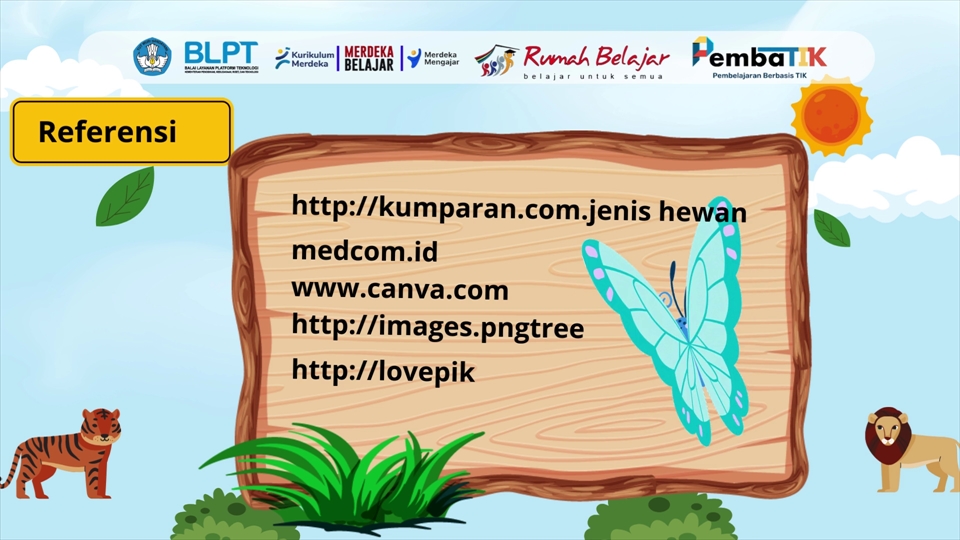 BLPT
BALAI LAYANAN PLATFORM TEKNOLOGI
Kurikulum
Merdeka
MERDEKA
BELAJAR
Merdeka
Mengajar
Rumah Belajar
belajar untuk semua
PembaTIK
Pembelajaran Berbasis TIK
Referensi
http://kumparan.com.jenis hewan
medcom.id
www.canva.com
http://images.pngtree
http://lovepik